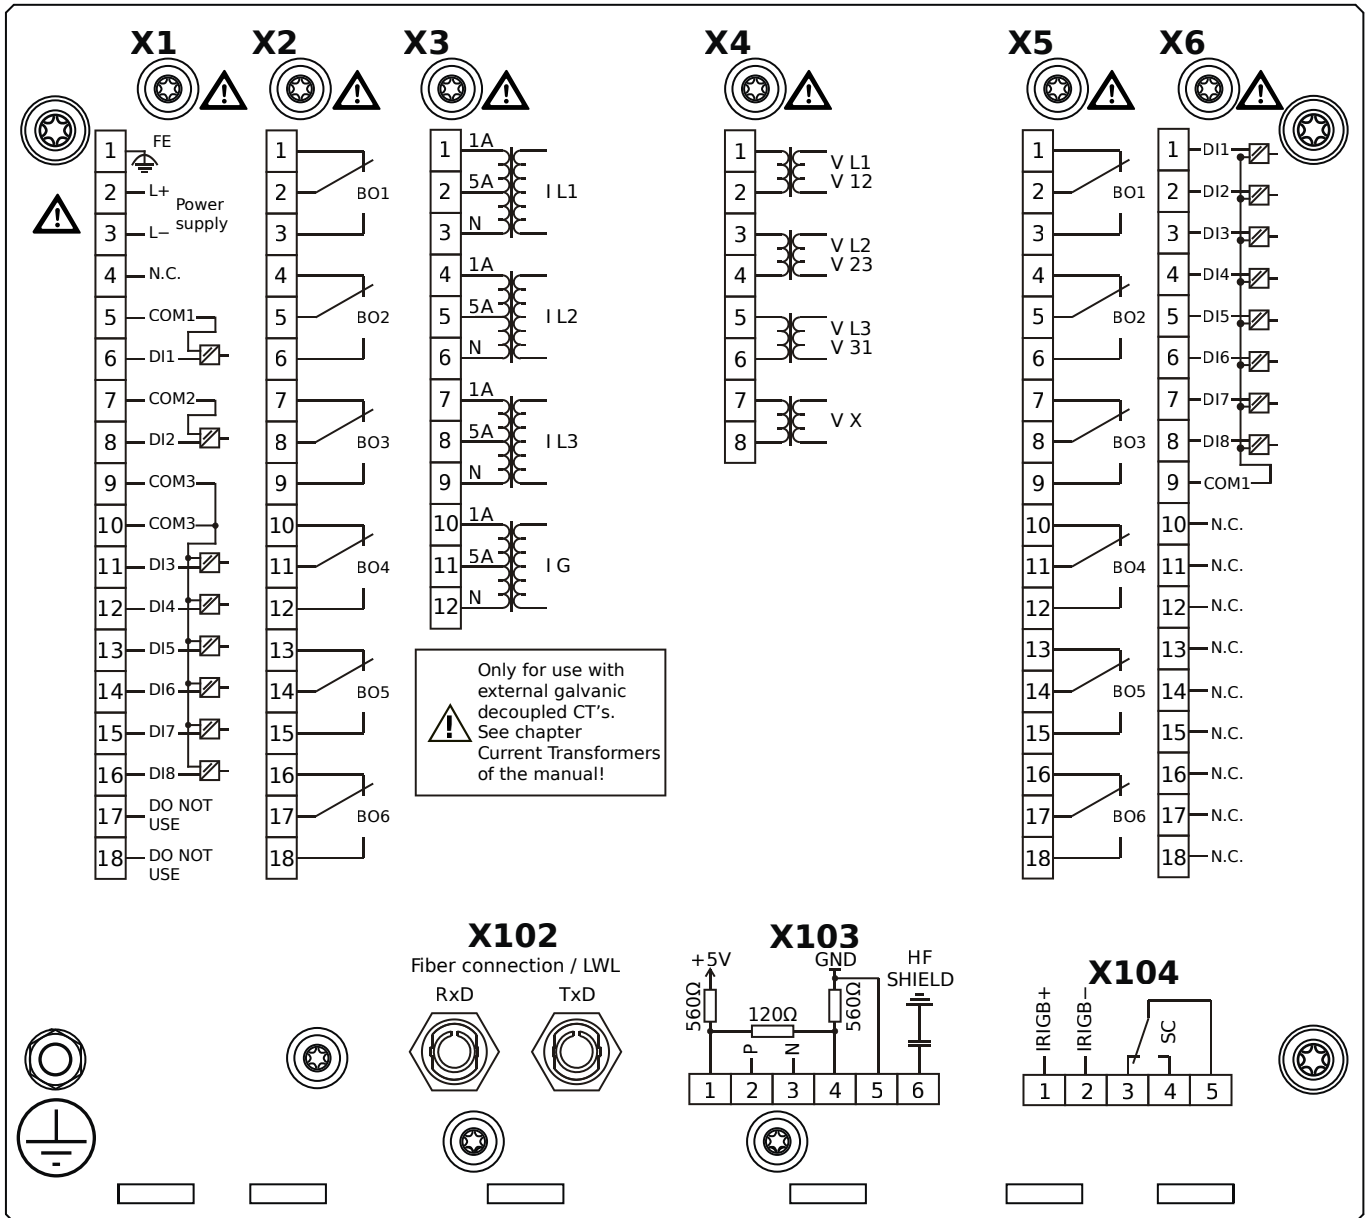 X1 X2 X3 X4 X5 X6
1 FE
2 L+
Power
supply
3 L−
4 N.C.
5 COM1
6 DI1
7 COM2
8 DI2
9 COM3
10 COM3
11 DI3
12 DI4
13 DI5
14 DI6
15 DI7
16 DI8
17 DO NOT
USE
18 DO NOT
USE
1
2 BO1
3
4
5 BO2
6
7
8 BO3
9
10
11 BO4
12
13
14 BO5
15
16
17 BO6
18
1 1A
2 5A I L1
3 N
4 1A
5 5A I L2
6 N
7 1A
8 5A I L3
9 N
10 1A
11 5A I G
12 N
Only for use with
external galvanic
decoupled CT's.
See chapter
Current Transformers
of the manual!
1 V L1
2 V 12
3 V L2
4 V 23
5 V L3
6 V 31
7 V X
8
1
2 BO1
3
4
5 BO2
6
7
8 BO3
9
10
11 BO4
12
13
14 BO5
15
16
17 BO6
18
1 DI1
2 DI2
3 DI3
4 DI4
5 DI5
6 DI6
7 DI7
8 DI8
9 COM1
10 N.C.
11 N.C.
12 N.C.
13 N.C.
14 N.C.
15 N.C.
16 N.C.
17 N.C.
18 N.C.
X102
Fiber connection / LWL
RxD TxD
X103
+5V GND HF
SHIELD
560Ω 120Ω 560Ω
P N
1 2 3 4 5 6
X104
IRIGB+ IRIGB− SC
1 2 3 4 5